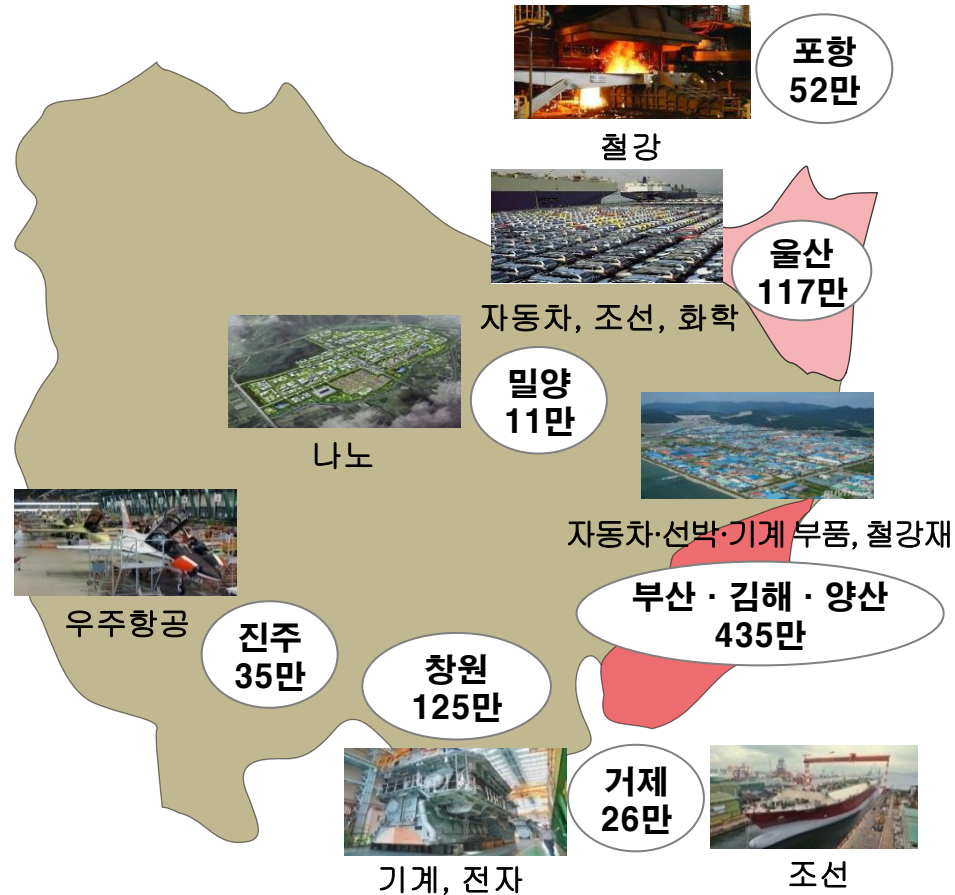 포항
52만
철강
울산
117만
자동차, 조선, 화학
밀양
11만
나노
자동차·선박·기계 부품, 철강재
부산 · 김해 · 양산
435만
우주항공
진주
35만
창원
125만
거제
26만
기계, 전자
조선